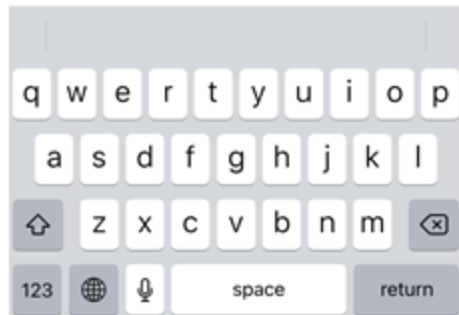 q w e r t y u i o p
a s d f g h j k l
z x c v b n m
123 space return